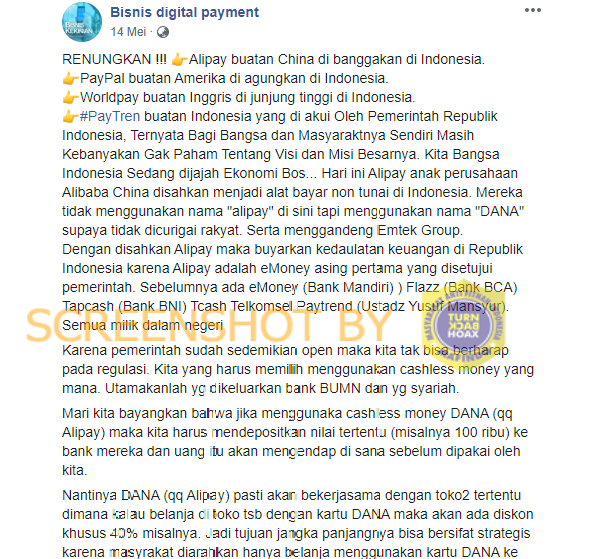 Bisnis digital payment
14 Mei ·
RENUNGKAN !!! 👉Alipay buatan China di banggakan di Indonesia.
👉PayPal buatan Amerika di agungkan di Indonesia.
👉Worldpay buatan Inggris di junjung tinggi di Indonesia.
👉#PayTren buatan Indonesia yang di akui Oleh Pemerintah Republik
Indonesia, Ternyata Bagi Bangsa dan Masyaraktnya Sendiri Masih
Kebanyakan Gak Paham Tentang Visi dan Misi Besarnya. Kita Bangsa
Indonesia Sedang dijajah Ekonomi Bos... Hari ini Alipay anak perusahaan
Alibaba China disahkan menjadi alat bayar non tunai di Indonesia. Mereka
tidak menggunakan nama "alipay" di sini tapi menggunakan nama "DANA"
supaya tidak dicurigai rakyat. Serta menggandeng Emtek Group.
Dengan disahkan Alipay maka buyarkan kedaulatan keuangan di Republik
Indonesia karena Alipay adalah eMoney asing pertama yang disetujui
pemerintah. Sebelumnya ada eMoney (Bank Mandiri) ) Flazz (Bank BCA)
Tapcash (Bank BNI) Tcash Telkomsel Paytrend (Ustadz Yusuf Mansyur).
Semua milik dalam negeri
SCREENSHOT BY
TURN
BACK
HOAX
Karena pemerintah sudah sedemikian open maka kita tak bisa berharap
pada regulasi. Kita yang harus memilih menggunakan cashless money yang
mana. Utamakanlah yg dikeluarkan bank BUMN dan yg syariah.
Mari kita bayangkan bahwa jika menggunaka cashless money DANA (qq
Alipay) maka kita harus mendepositkan nilai tertentu (misalnya 100 ribu) ke
bank mereka dan uang itu akan mengendap di sana sebelum dipakai oleh
kita.
Nantinya DANA (qq Alipay) pasti akan bekerjasama dengan toko2 tertentu
dimana kalau belanja di toko tsb dengan kartu DANA maka akan ada diskon
khusus 40% misalnya. Jadi tujuan jangka panjangnya bisa bersifat strategis
karena masyrakat diarahkan hanya belanja menggunakan kartu DANA ke